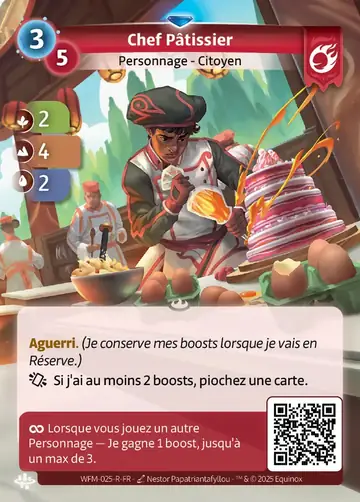 3
5
Chef Pâtissier
Personnage - Citoyen
2
4
2
Aguerri. (Je conserve mes boosts lorsque je vais en
Réserve.)
Si j'ai au moins 2 boosts, piochez une carte.
∞ Lorsque vous jouez un autre
Personnage — Je gagne 1 boost, jusqu'à
un max de 3.
WFM-025-R-FR - Nestor Papatriantafyllou - ™ & © 2025 Equinox